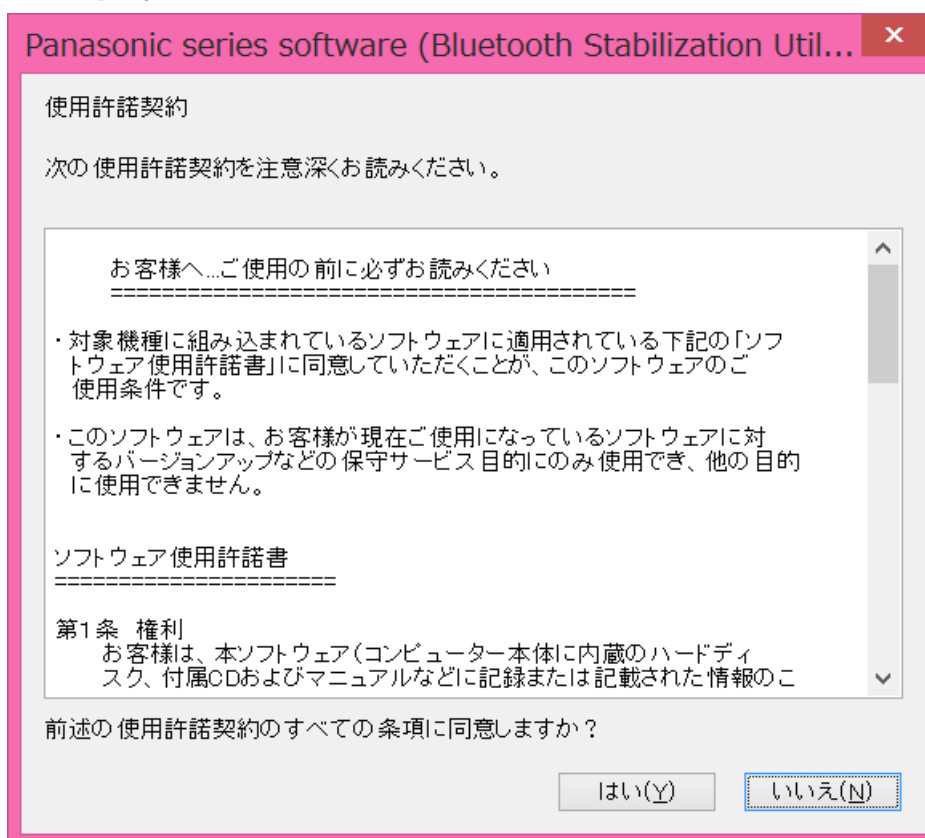 Panasonic series software (Bluetooth Stabilization Util...
使用許諾契約
次の使用許諾契約を注意深くお読みください。
お客様へ...ご使用の前に必ずお読みください
=========================================
・対象機種に組み込まれているソフトウェアに適用されている下記の「ソフ
トウェア使用許諾書」に同意していただくことが、このソフトウェアのご
使用条件です。
・このソフトウェアは、お客様が現在ご使用になっているソフトウェアに対
するバージョンアップなどの保守サービス目的にのみ使用でき、他の目的
に使用できません。
ソフトウェア使用許諾書
======================
第1条 権利
お客様は、本ソフトウェア(コンピューター本体に内蔵のハードディ
スク、付属CDおよびマニュアルなどに記録または記載された情報のこ
前述の使用許諾契約のすべての条項に同意しますか?
はい(Y)
いいえ(N)